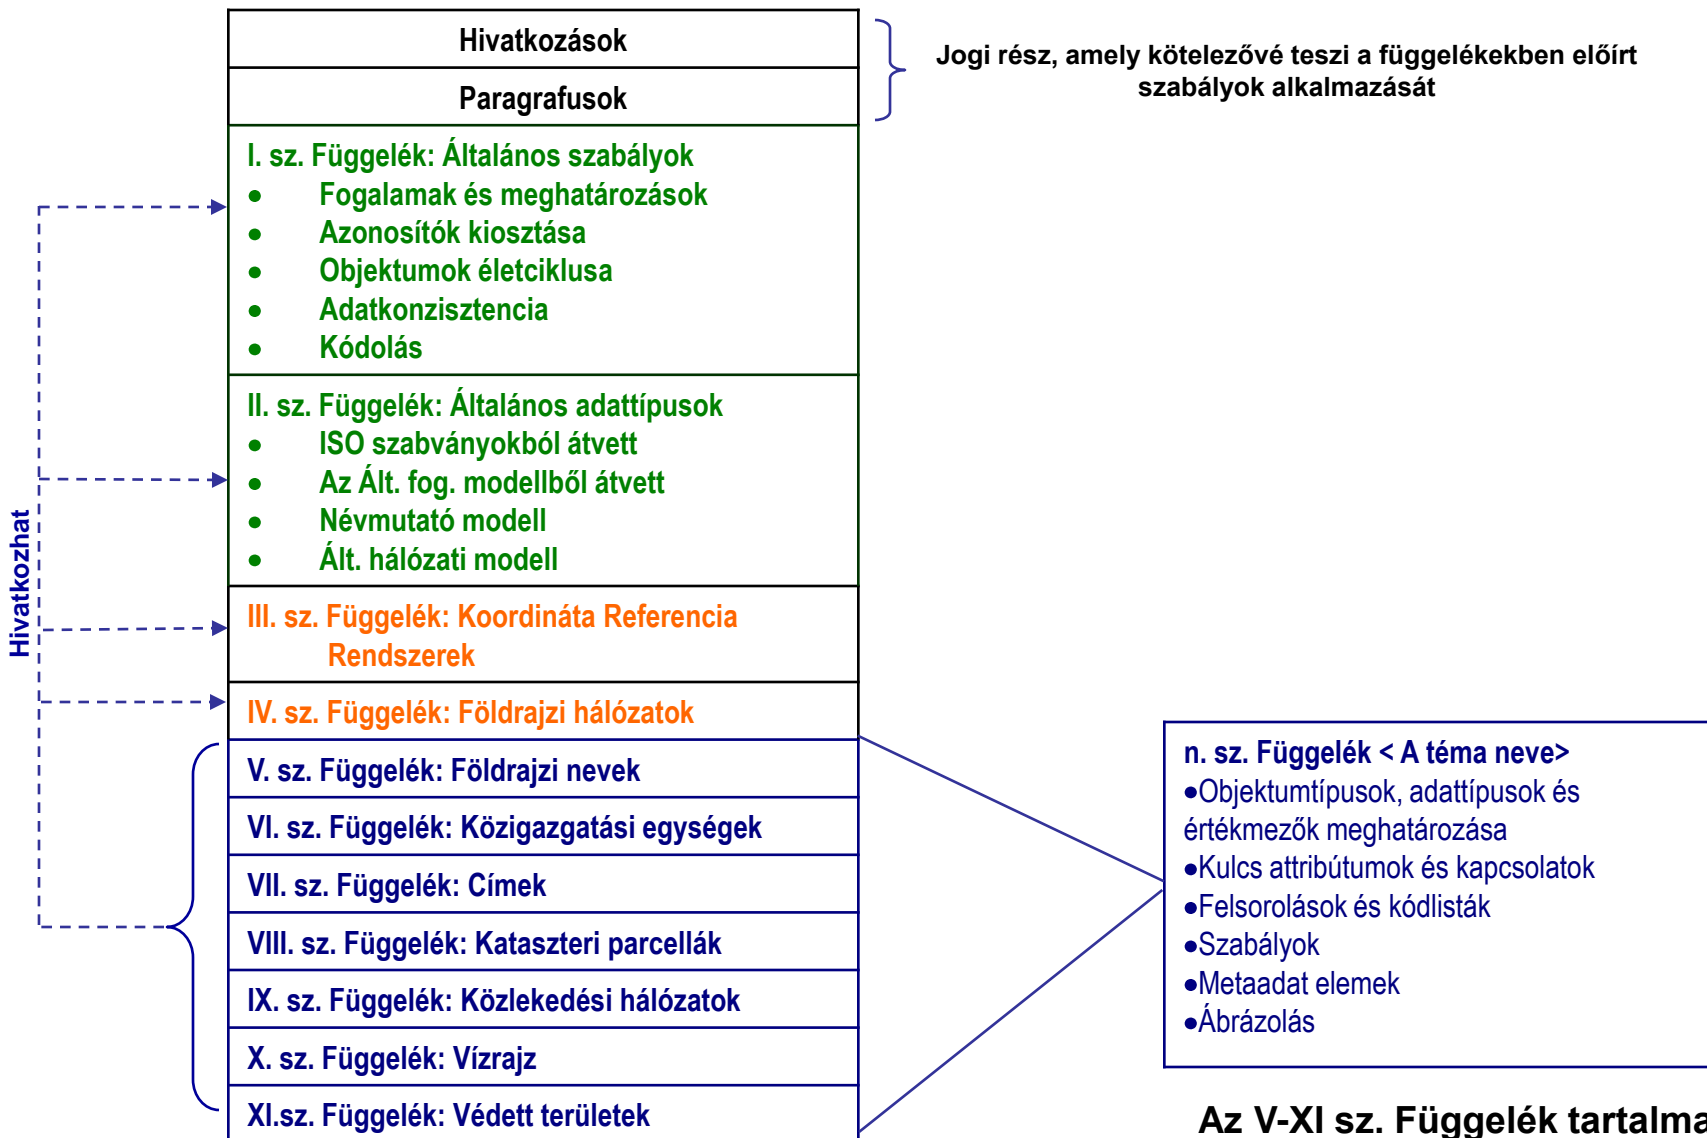 Hivatkozások
Paragrafusok
Jogi rész, amely kötelezővé teszi a függelékekben előírt
szabályok alkalmazását
I. sz. Függelék: Általános szabályok
● Fogalamak és meghatározások
● Azonosítók kiosztása
● Objektumok életciklusa
● Adatkonzisztencia
● Kódolás
II. sz. Függelék: Általános adattípusok
● ISO szabványokból átvett
● Az Ált. fog. modellből átvett
● Névmutató modell
● Ált. hálózati modell
Hivatkozhat
III. sz. Függelék: Koordináta Referencia
Rendszerek
IV. sz. Függelék: Földrajzi hálózatok
V. sz. Függelék: Földrajzi nevek
VI. sz. Függelék: Közigazgatási egységek
VII. sz. Függelék: Címek
VIII. sz. Függelék: Kataszteri parcellák
IX. sz. Függelék: Közlekedési hálózatok
X. sz. Függelék: Vízrajz
XI.sz. Függelék: Védett területek
n. sz. Függelék < A téma neve>
●Objektumtípusok, adattípusok és
értékmezők meghatározása
●Kulcs attribútumok és kapcsolatok
●Felsorolások és kódlisták
●Szabályok
●Metaadat elemek
●Ábrázolás
Az V-XI sz. Függelék tartalma